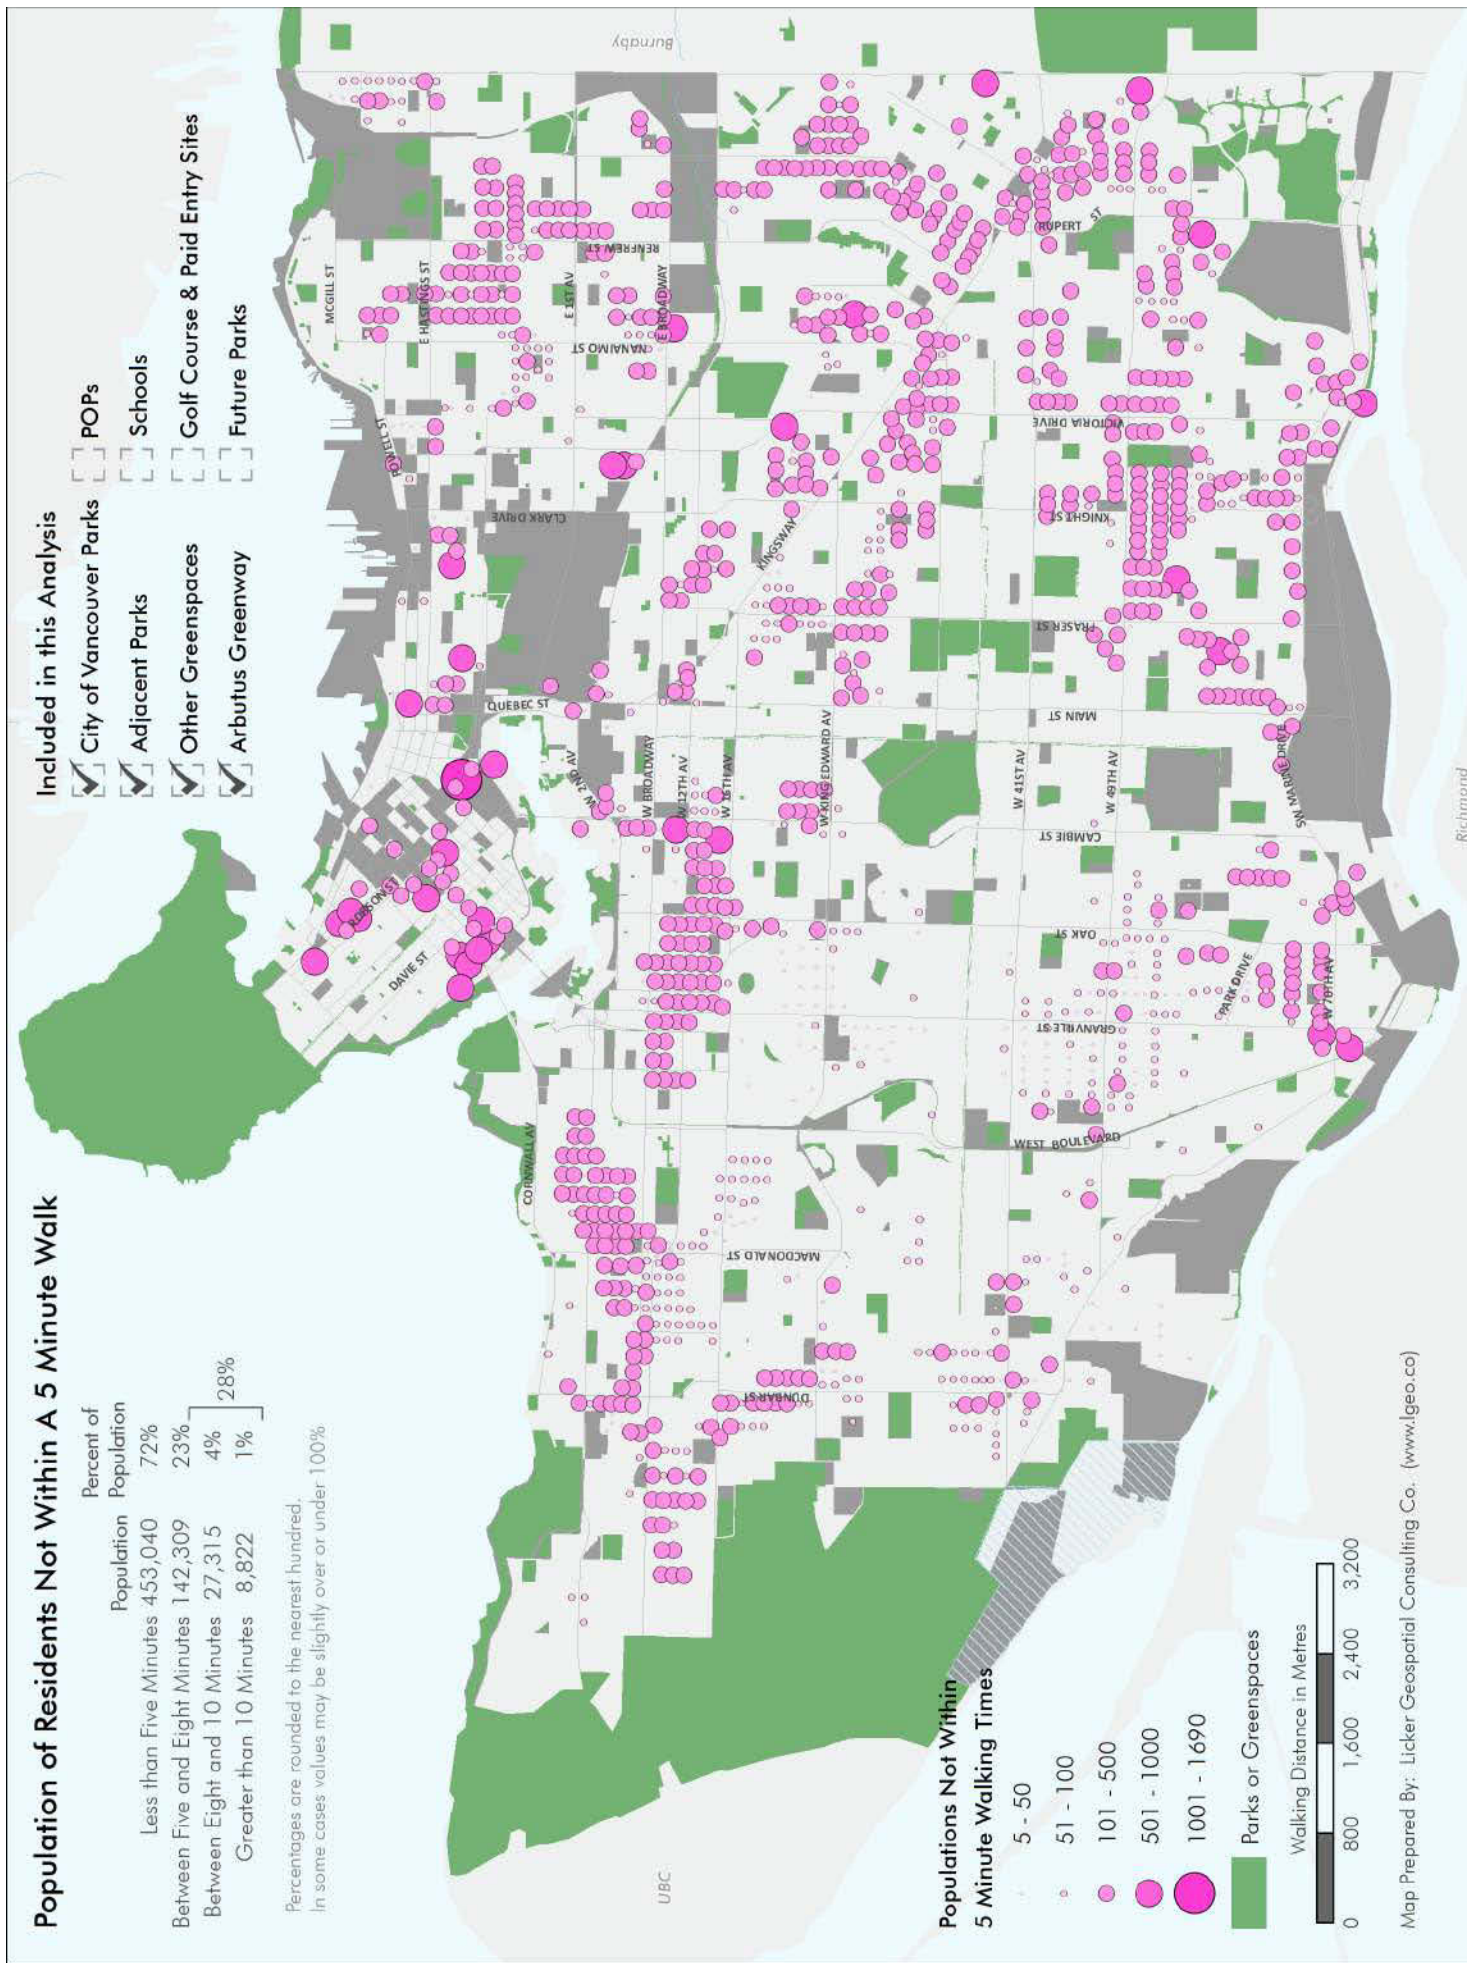 Population of Residents Not Within A 5 Minute Walk
Population
Percent of
Population
Less than Five Minutes 453,040 72%
Between Five and Eight Minutes 142,309 23%
Between Eight and 10 Minutes 27,315 4%
Greater than 10 Minutes 8,822 1%
28%
Percentages are rounded to the nearest hundred.
In some cases values may be slightly over or under 100%
Included in this Analysis
City of Vancouver Parks
POPs
Adjacent Parks
Schools
Other Greenspaces
Golf Course & Paid Entry Sites
Arbutus Greenway
Future Parks
Burnaby
MCGILL ST
E HASTINGS ST
POWELL ST
RENFREW ST
E 1ST AV
E BROADWAY
NANAIMO ST
CLARK DRIVE
QUEBEC ST
ROBSON ST
DAVIE ST
W 2ND AV
W BROADWAY
W 12TH AV
W 16TH AV
CORNWALL AV
KINGSWAY
W KING EDWARD AV
MACDONALD ST
DUNBAR ST
RUPERT ST
VICTORIA DRIVE
KNIGHT ST
FRASER ST
MAIN ST
W 41ST AV
W 49TH AV
CAMBIE ST
OAK ST
GRANVILLE ST
WEST BOULEVARD
PARK DRIVE
SW MARINE DRIVE
W 70TH AV
UBC
Richmond
Populations Not Within
5 Minute Walking Times
5 - 50
51 - 100
101 - 500
501 - 1000
1001 - 1690
Parks or Greenspaces
Walking Distance in Metres
0 800 1,600 2,400 3,200
Map Prepared By: Licker Geospatial Consulting Co. (www.lgeo.co)